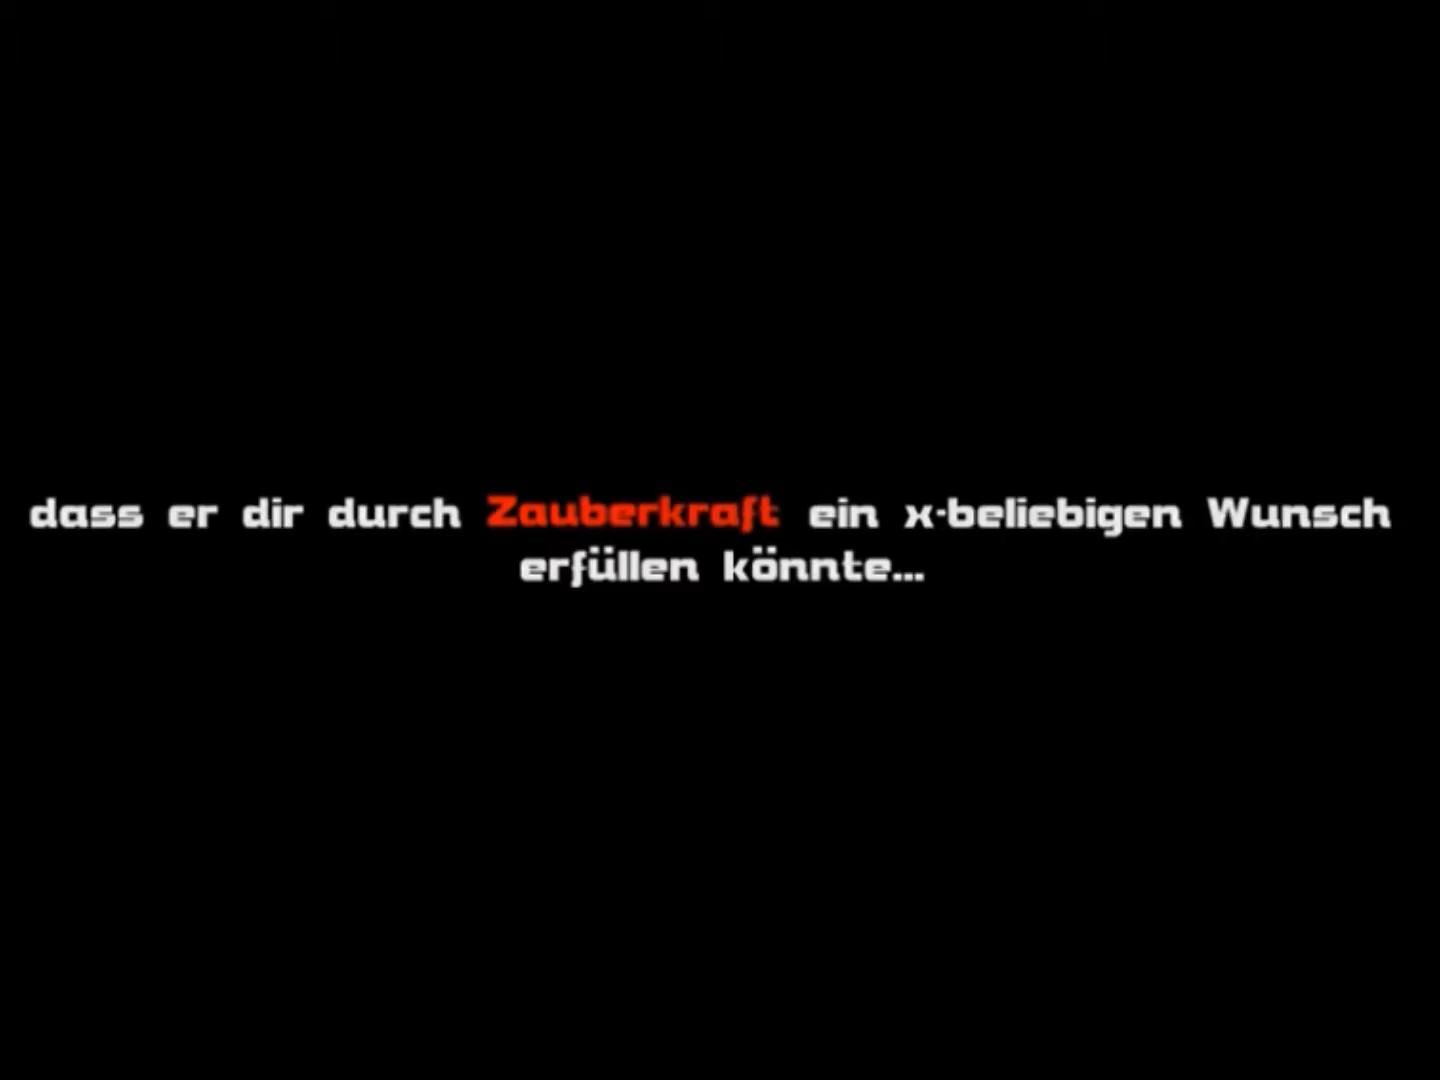 dass er dir durch Zauberkraft ein x-beliebigen Wunsch
erfüllen könnte...